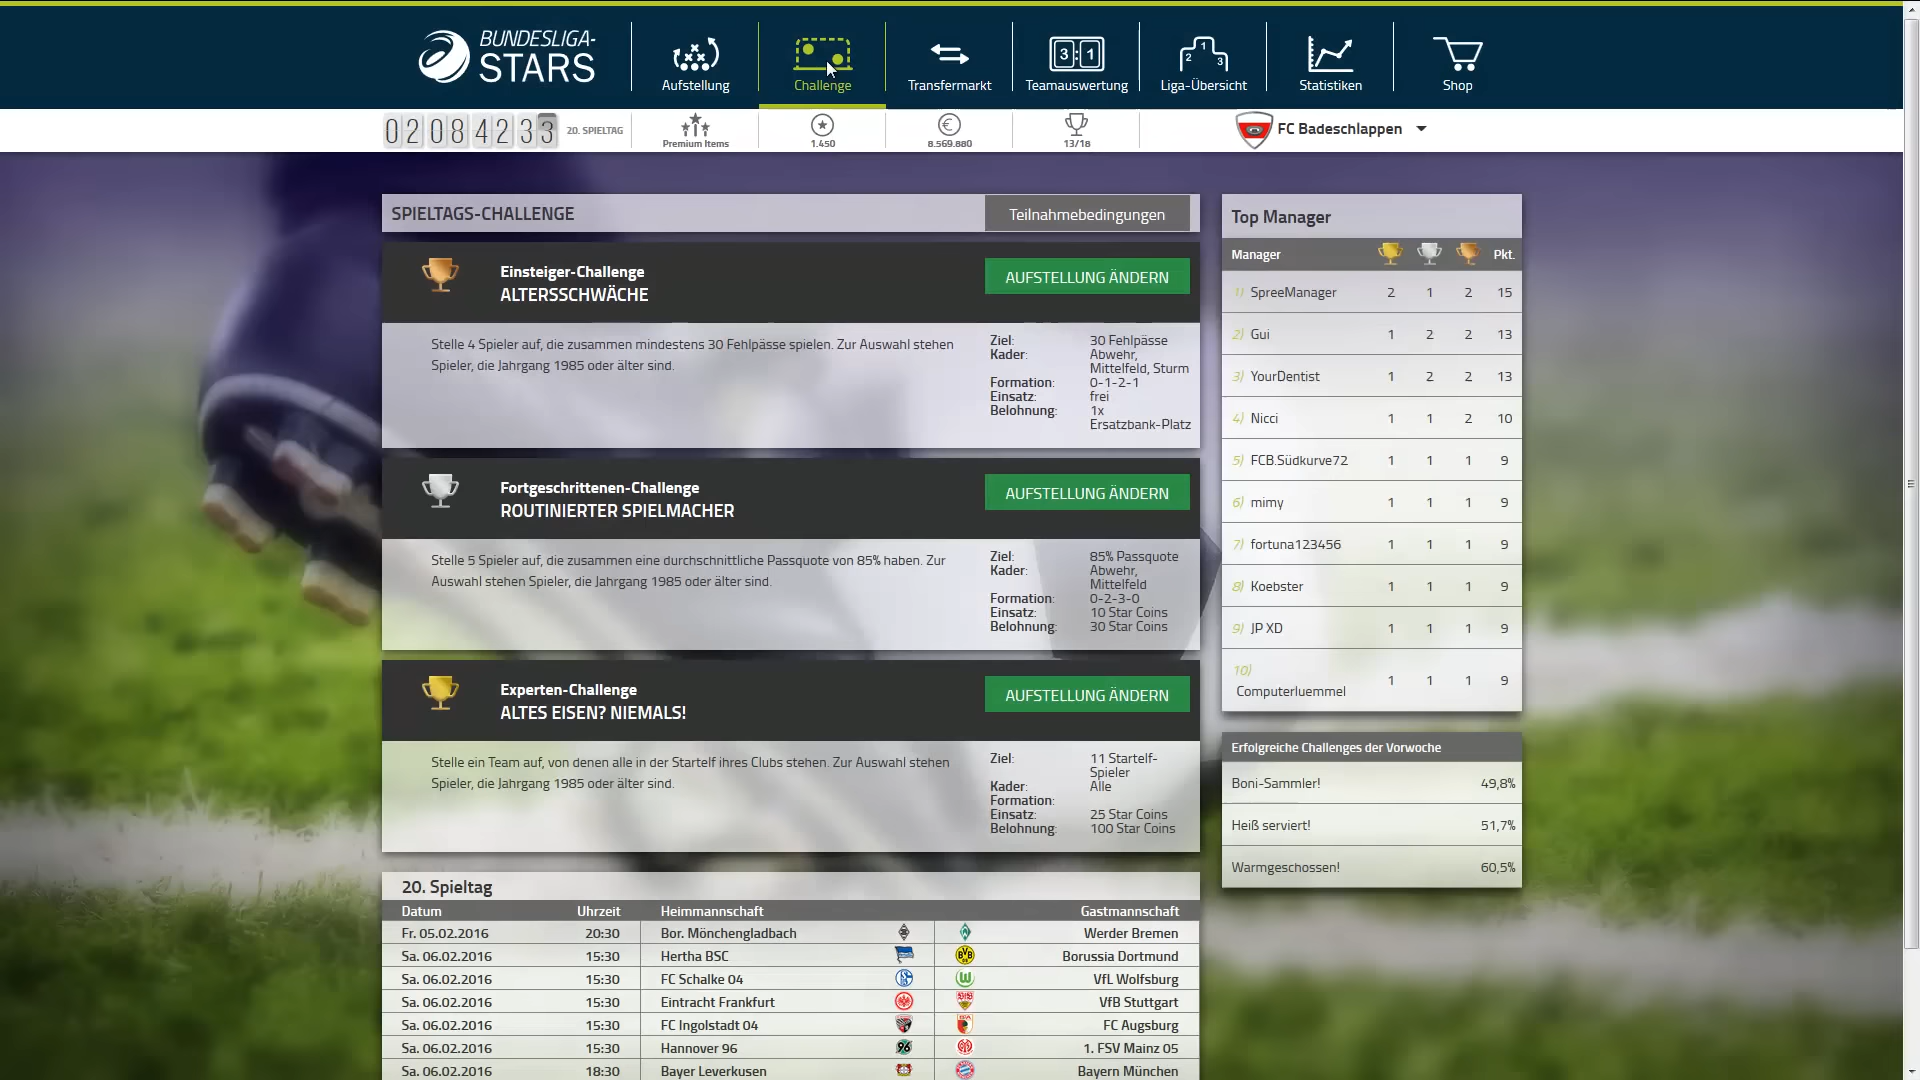 BUNDESLIGA-
STARS
Aufstellung
Challenge
Transfermarkt
3:1
Teamauswertung
1
2
3
Liga-Übersicht
Statistiken
Shop
02 08 42 33
20. SPIELTAG
Premium Items
1.450
8.569.880
13/18
FC Badeschlappen
SPIELTAGS-CHALLENGE
Teilnahmebedingungen
Einsteiger-Challenge
ALTERSSCHWÄCHE
AUFSTELLUNG ÄNDERN
Stelle 4 Spieler auf, die zusammen mindestens 30 Fehlpässe spielen. Zur Auswahl stehen
Spieler, die Jahrgang 1985 oder älter sind.
Ziel: 30 Fehlpässe
Kader: Abwehr,
Mittelfeld, Sturm
Formation: 0-1-2-1
Einsatz: frei
Belohnung: 1x
Ersatzbank-Platz
Fortgeschrittenen-Challenge
ROUTINIERTER SPIELMACHER
AUFSTELLUNG ÄNDERN
Stelle 5 Spieler auf, die zusammen eine durchschnittliche Passquote von 85% haben. Zur
Auswahl stehen Spieler, die Jahrgang 1985 oder älter sind.
Ziel: 85% Passquote
Kader: Abwehr,
Mittelfeld
Formation: 0-2-3-0
Einsatz: 10 Star Coins
Belohnung: 30 Star Coins
Experten-Challenge
ALTES EISEN? NIEMALS!
AUFSTELLUNG ÄNDERN
Stelle ein Team auf, von denen alle in der Startelf ihres Clubs stehen. Zur Auswahl stehen
Spieler, die Jahrgang 1985 oder älter sind.
Ziel: 11 Startelf-
Spieler
Kader: Alle
Formation:
Einsatz: 25 Star Coins
Belohnung: 100 Star Coins
20. Spieltag
Datum Uhrzeit Heimmannschaft Gastmannschaft
Fr. 05.02.2016 20:30 Bor. Mönchengladbach Werder Bremen
Sa. 06.02.2016 15:30 Hertha BSC BVB Borussia Dortmund
Sa. 06.02.2016 15:30 FC Schalke 04 VfL Wolfsburg
Sa. 06.02.2016 15:30 Eintracht Frankfurt VfB Stuttgart
Sa. 06.02.2016 15:30 FC Ingolstadt 04 FC Augsburg
Sa. 06.02.2016 15:30 Hannover 96 96 1. FSV Mainz 05
Sa. 06.02.2016 18:30 Bayer Leverkusen Bayern München
Top Manager
Manager Pkt.
1) SpreeManager 2 1 2 15
2) Gui 1 2 2 13
3) YourDentist 1 2 2 13
4) Nicci 1 1 2 10
5) FCB.Südkurve72 1 1 1 9
6) mimy 1 1 1 9
7) fortuna123456 1 1 1 9
8) Koebster 1 1 1 9
9) JP XD 1 1 1 9
10)
Computerluemmel 1 1 1 9
Erfolgreiche Challenges der Vorwoche
Boni-Sammler! 49,8%
Heiß serviert! 51,7%
Warmgeschossen! 60,5%